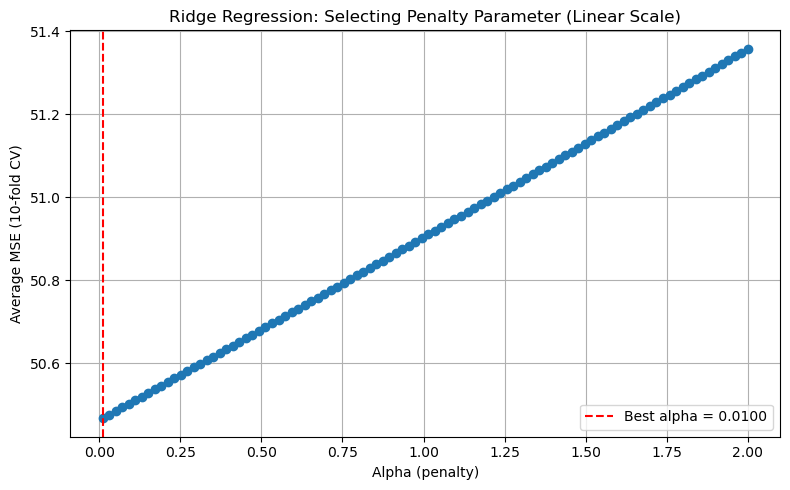 Ridge Regression: Selecting Penalty Parameter (Linear Scale)
Average MSE (10-fold CV)
51.4
51.2
51.0
50.8
50.6
Best alpha = 0.0100
0.00 0.25 0.50 0.75 1.00 1.25 1.50 1.75 2.00
Alpha (penalty)